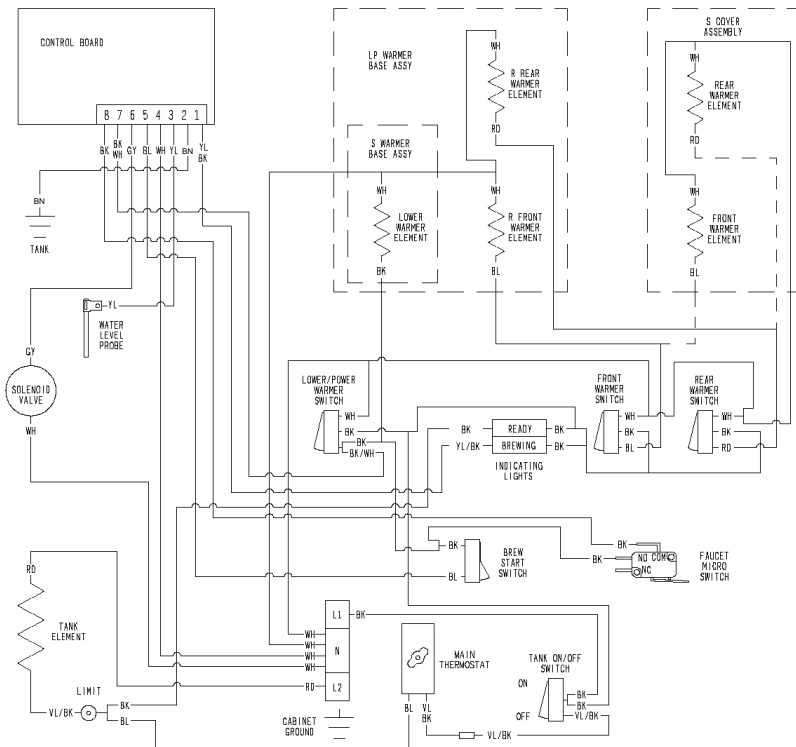 CONTROL BOARD
8 7 6 5 4 3 2 1
BK
BK
WH
GY
BL
WH
YL
BN
YL
BK
BN
TANK
YL
WATER
LEVEL
PROBE
GY
SOLENOID
VALVE
WH
LP WARMER
BASE ASSY
WH
R REAR
WARMER
ELEMENT
RD
S WARMER
BASE ASSY
WH
LOWER
WARMER
ELEMENT
BK
WH
R FRONT
WARMER
ELEMENT
BL
S COVER
ASSEMBLY
WH
REAR
WARMER
ELEMENT
RD
WH
FRONT
WARMER
ELEMENT
BL
LOWER/POWER
WARMER
SWITCH
WH
BK
BK
BK/WH
BK
READY
BK
YL/BK
BREWING
BK
INDICATING
LIGHTS
FRONT
WARMER
SWITCH
WH
BK
BL
REAR
WARMER
SWITCH
WH
BK
RD
BK
BL
BREW
START
SWITCH
BK
BK
NO COM
NC
FAUCET
MICRO
SWITCH
RD
TANK
ELEMENT
LIMIT
VL/BK
BK
BL
L1
BK
WH
WH
N
WH
WH
RD
L2
CABINET
GROUND
MAIN
THERMOSTAT
BL
VL
BK
VL/BK
TANK ON/OFF
SWITCH
ON
OFF
BK
BK
VL/BK